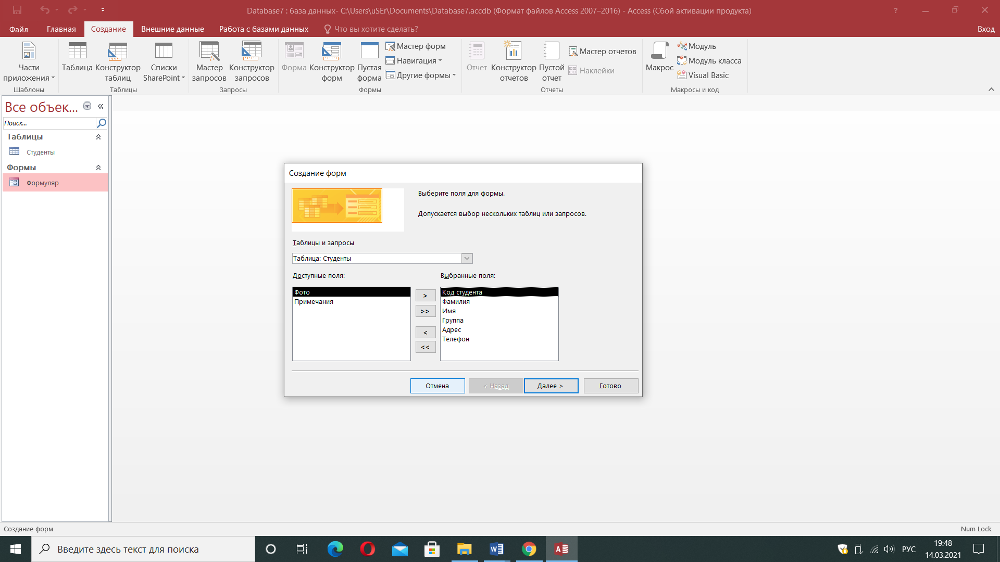 Database7 : база данных- C:\Users\uSEr\Documents\Database7.accdb (Формат файлов Access 2007–2016) - Access (Сбой активации продукта)
?
Файл Главная Создание Внешние данные Работа с базами данных Что вы хотите сделать? Вход
Части приложения
Таблица
Конструктор таблиц
Списки SharePoint
Мастер запросов
Конструктор запросов
Форма
Конструктор форм
Пустая форма
Мастер форм
Навигация
Другие формы
Отчет
Конструктор отчетов
Пустой отчет
Мастер отчетов
Наклейки
Макрос
Модуль
Модуль класса
Visual Basic
Шаблоны Таблицы Запросы Формы Отчеты Макросы и код
Все объек... «
Поиск...
Таблицы
Студенты
Формы
Формуляр
Создание форм
Выберите поля для формы.
Допускается выбор нескольких таблиц или запросов.
Таблицы и запросы
Таблица: Студенты
Доступные поля: Выбранные поля:
Фото
Примечания
>
>>
<
<<
Код студента
Фамилия
Имя
Группа
Адрес
Телефон
Отмена < Назад Далее > Готово
Создание форм Num Lock
Введите здесь текст для поиска
РУС
19:48
14.03.2021